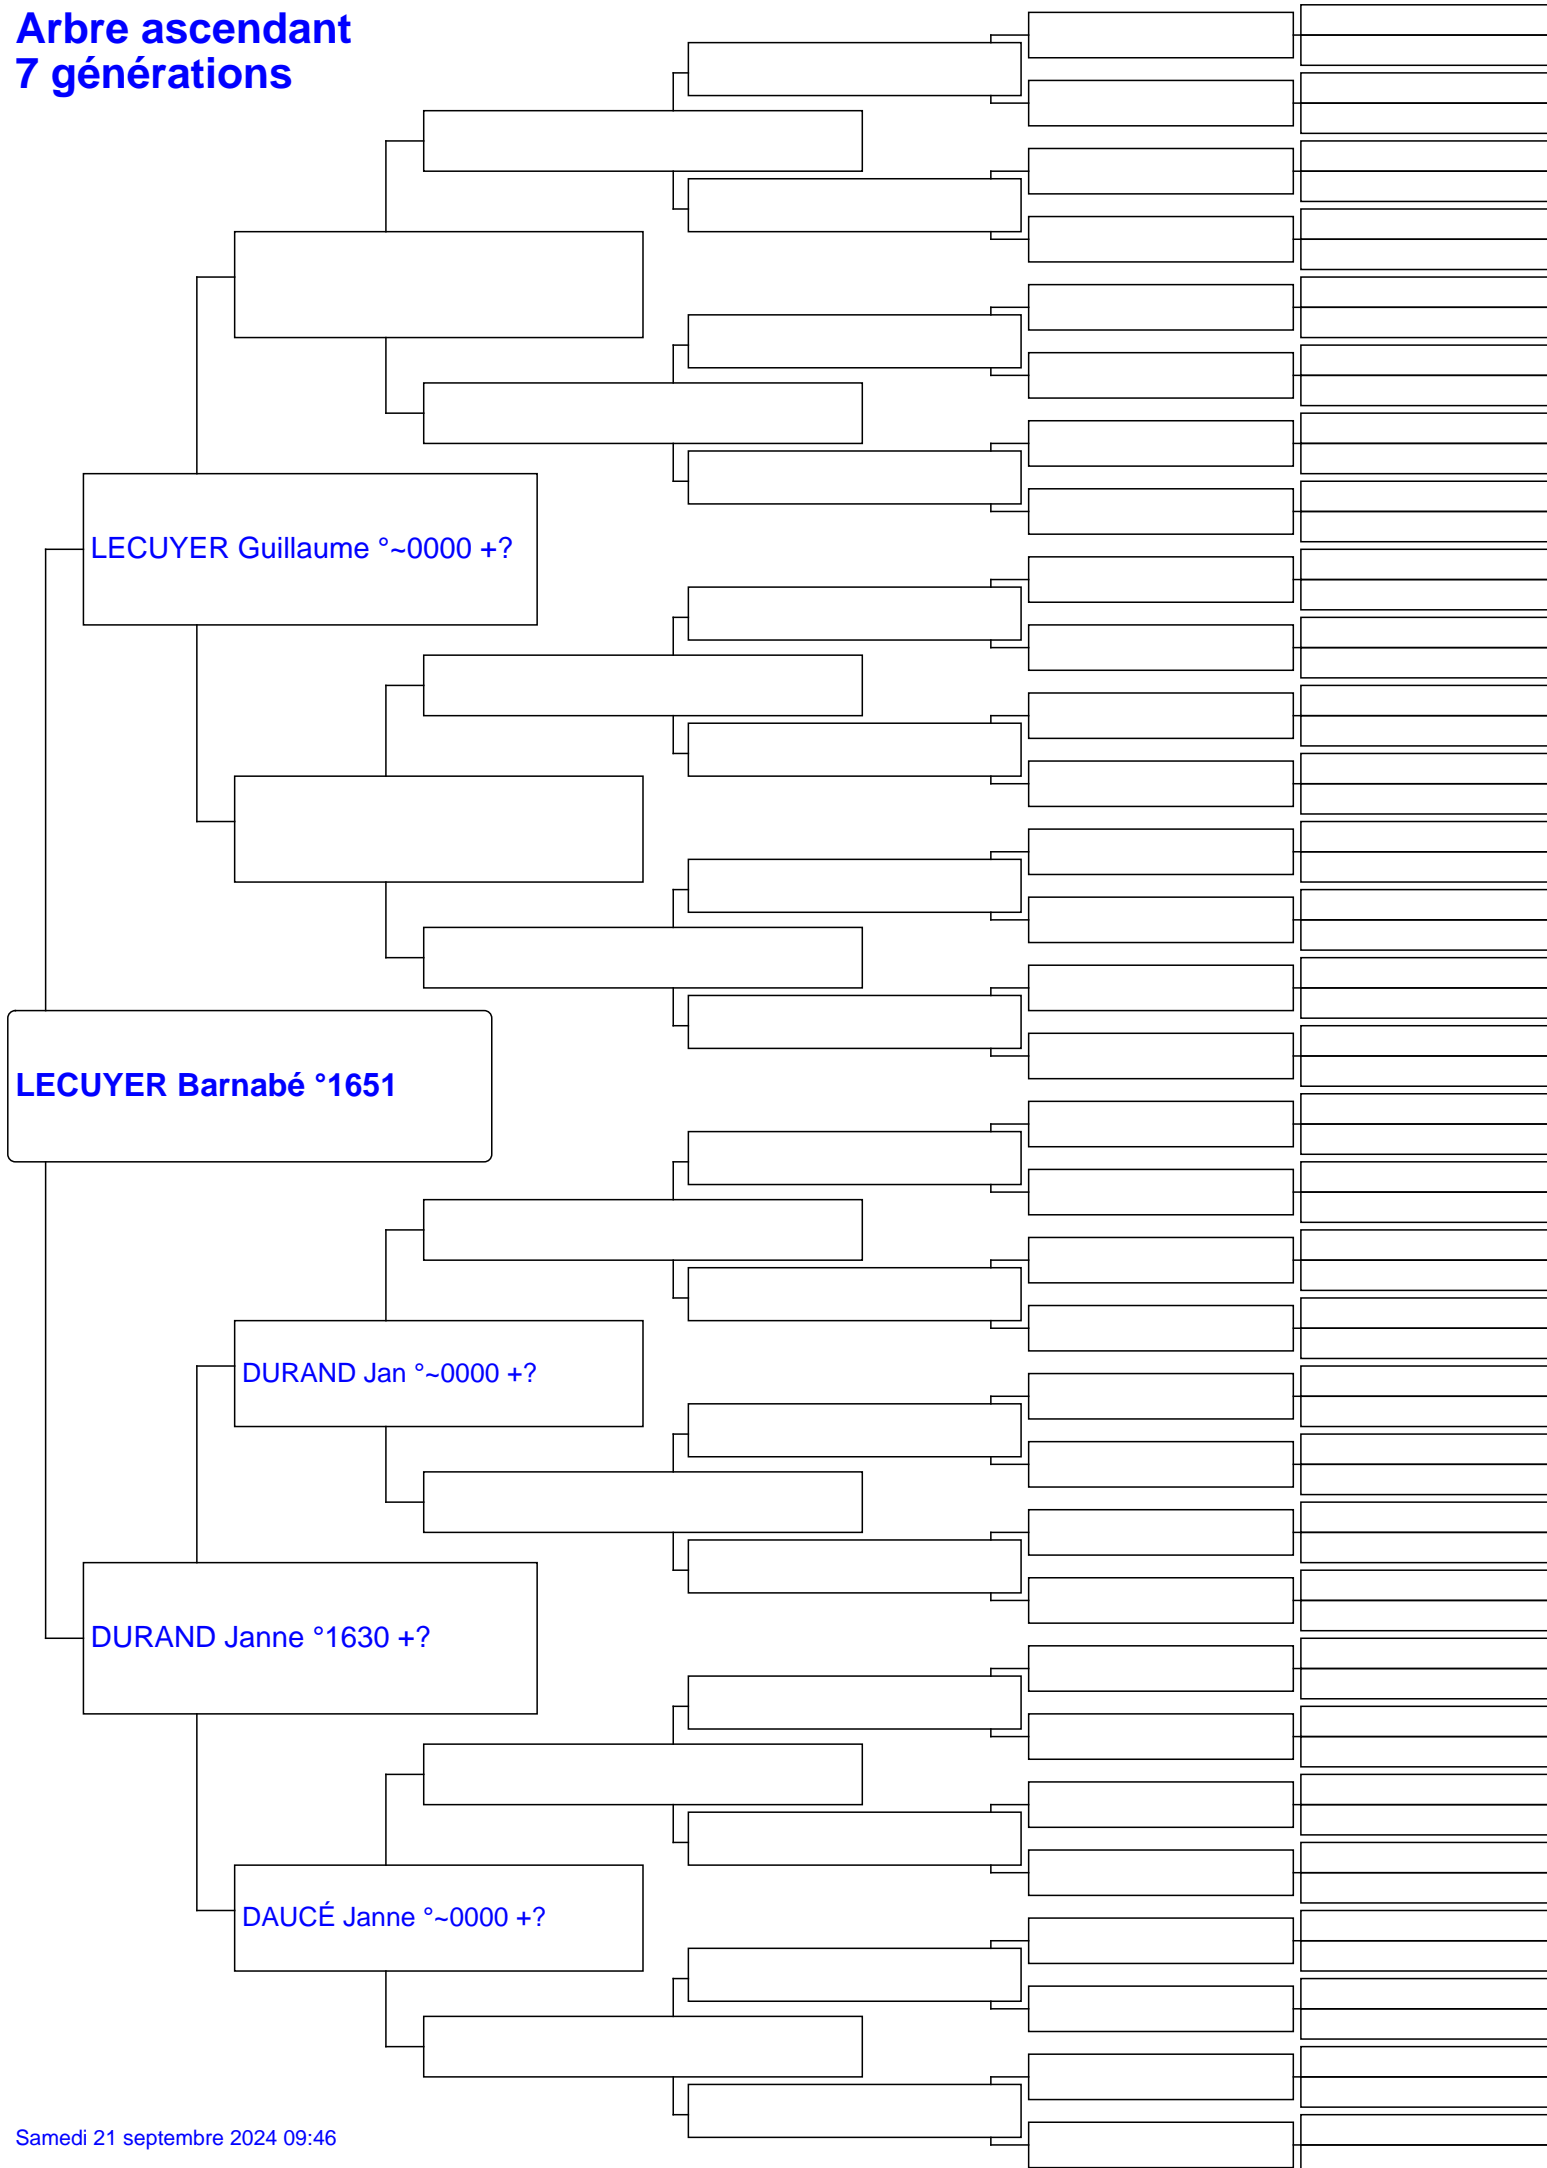 Arbre ascendant
7 générations
LECUYER Guillaume °~0000 +?
LECUYER Barnabé °1651
DURAND Jan °~0000 +?
DURAND Janne °1630 +?
DAUCÉ Janne °~0000 +?
Samedi 21 septembre 2024 09:46